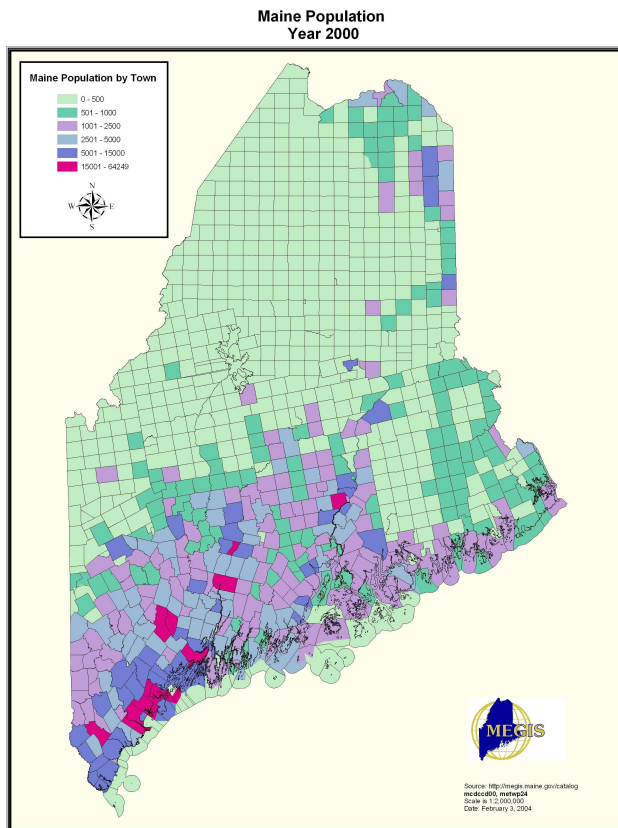 Maine Population
Year 2000
Maine Population by Town
0 - 500
501 - 1000
1001 - 2500
2501 - 5000
5001 - 15000
15001 - 64249
N
W
E
S
MEGIS
Source: http://megis.maine.gov/catalog
mcdccd00, metwp24
Scale is 1:2,000,000
Date: February 3, 2004